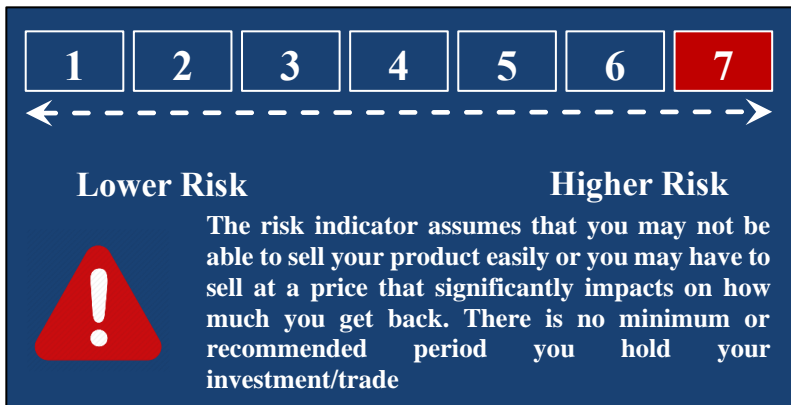 1 2 3 4 5 6 7
Lower Risk Higher Risk
The risk indicator assumes that you may not be
able to sell your product easily or you may have to
sell at a price that significantly impacts on how
much you get back. There is no minimum or
recommended period you hold your
investment/trade